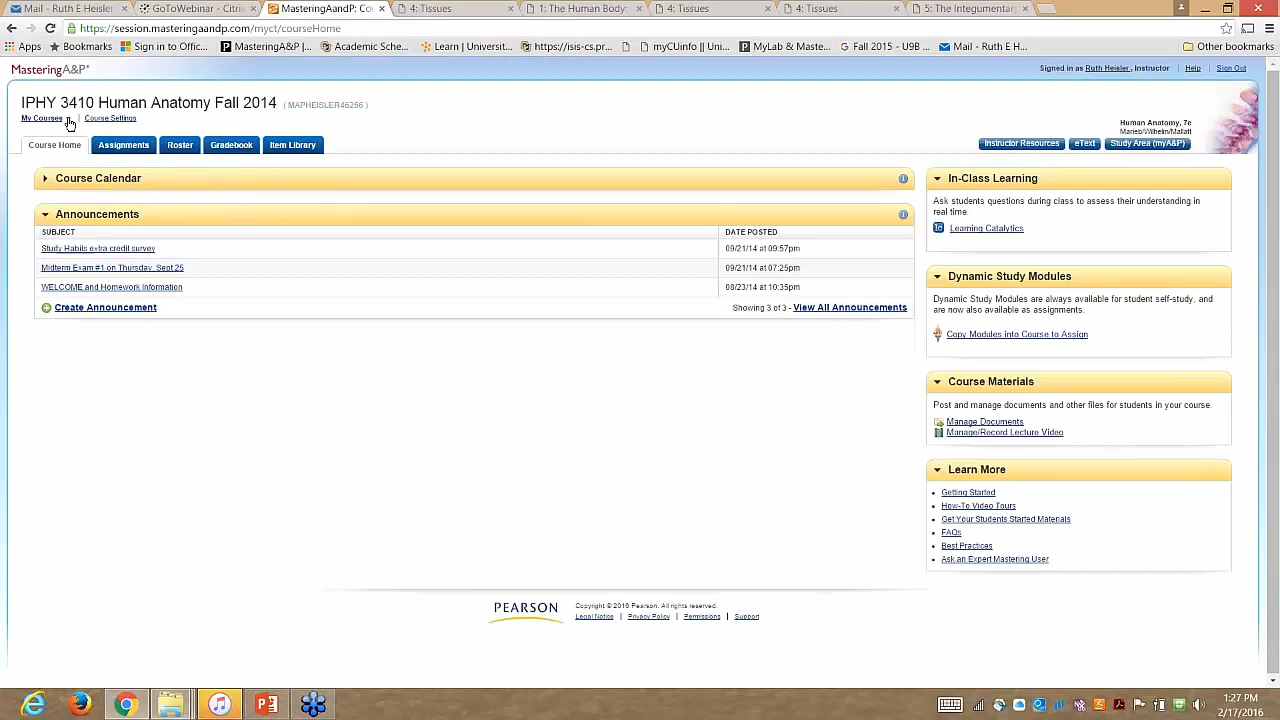 Mail - Ruth E Heisler
GoToWebinar - Citrix
MasteringAandP: Co
4: Tissues
1: The Human Body:
4: Tissues
4: Tissues
5: The Integumentar
https://session.masteringaandp.com/myct/courseHome
Apps
Bookmarks
Sign in to Office...
MasteringA&P |...
Academic Sche...
Learn | Universit...
https://isis-cs.pro...
myCUinfo || Uni...
MyLab & Maste...
Fall 2015 - U9B ...
Mail - Ruth E H...
Other bookmarks
MasteringA&P®
Signed in as Ruth Heisler, Instructor | Help | Sign Out
IPHY 3410 Human Anatomy Fall 2014 ( MAPHEISLER46266 )
My Courses | Course Settings
Human Anatomy, 7e
Marieb/Wilhelm/Mallatt
Course Home
Assignments
Roster
Gradebook
Item Library
Instructor Resources
eText
Study Area (myA&P)
Course Calendar
Announcements
SUBJECT DATE POSTED
Study Habits extra credit survey 09/21/14 at 09:57pm
Midterm Exam #1 on Thursday, Sept 25 09/21/14 at 07:25pm
WELCOME and Homework Information 08/23/14 at 10:35pm
Create Announcement Showing 3 of 3 - View All Announcements
In-Class Learning
Ask students questions during class to assess their understanding in
real time.
Learning Catalytics
Dynamic Study Modules
Dynamic Study Modules are always available for student self-study, and
are now also available as assignments.
Copy Modules into Course to Assign
Course Materials
Post and manage documents and other files for students in your course.
Manage Documents
Manage/Record Lecture Video
Learn More
Getting Started
How-To Video Tours
Get Your Students Started Materials
FAQs
Best Practices
Ask an Expert Mastering User
PEARSON
Copyright © 2016 Pearson. All rights reserved.
Legal Notice | Privacy Policy | Permissions | Support
1:27 PM
2/17/2016